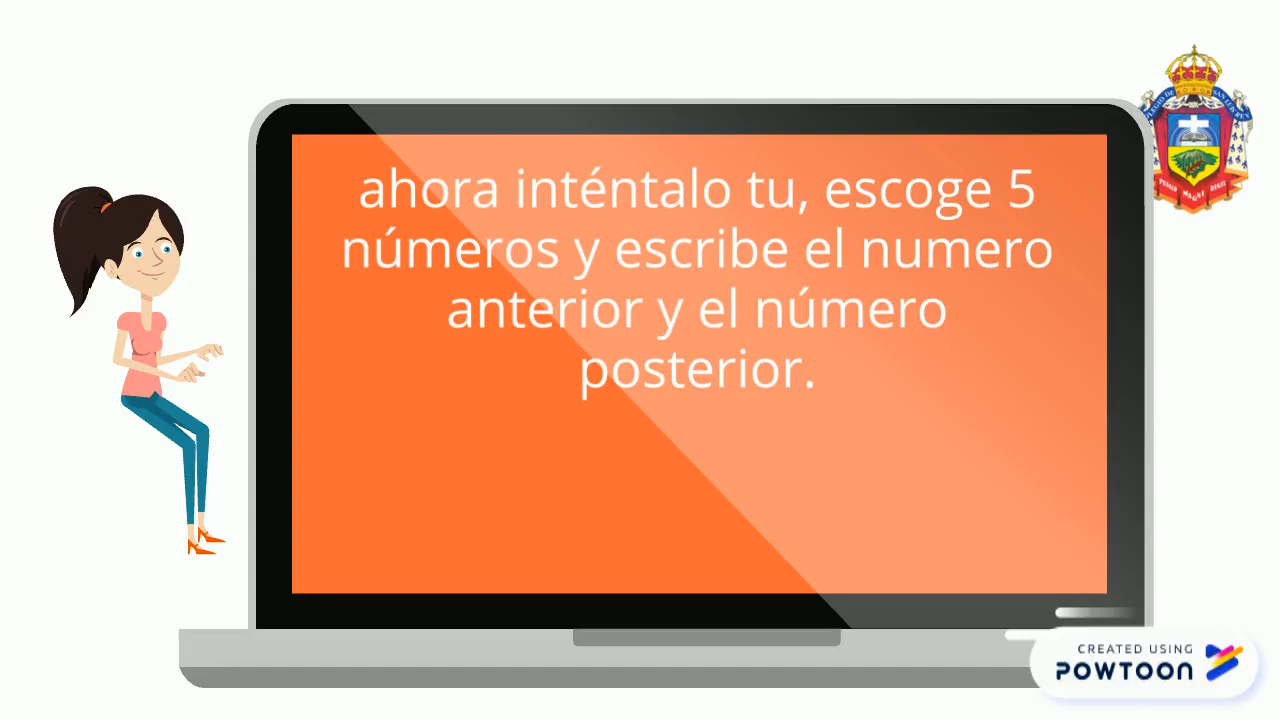 ahora inténtalo tu, escoge 5
números y escribe el numero
anterior y el número
posterior.
CREATED USING
POWTOON